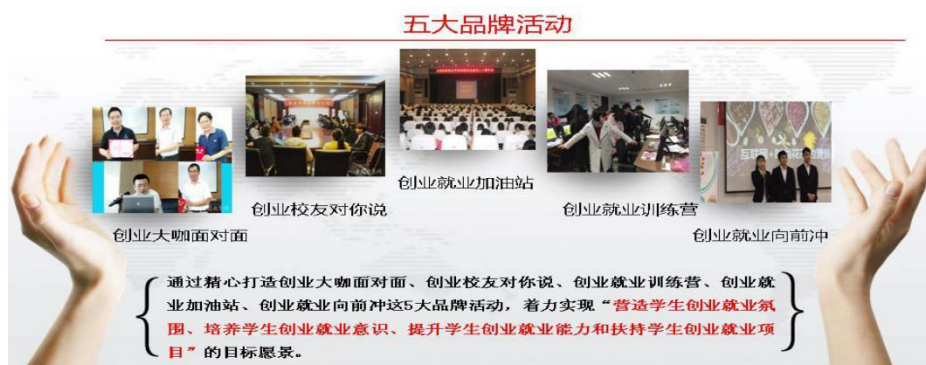 五大品牌活动
创业就业加油站
创业校友对你说
创业就业训练营
创业大咖面对面
创业就业向前冲
通过精心打造创业大咖面对面、创业校友对你说、创业就业训练营、创业就
业加油站、创业就业向前冲这5大品牌活动，着力实现“营造学生创业就业氛
围、培养学生创业就业意识、提升学生创业就业能力和扶持学生创业就业项
目”的目标愿景。